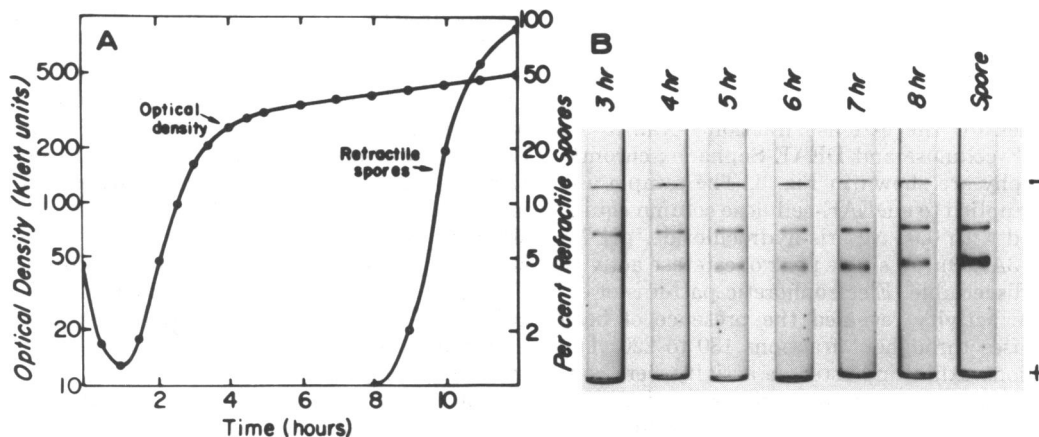 A
Optical Density (Klett units)
500
200
100
50
20
10
Optical
density
Refractile
spores
100
50
20
10
5
2
Per cent Refractile Spores
2
4
6
8
10
Time (hours)
B
3 hr
4 hr
5 hr
6 hr
7 hr
8 hr
Spore
−
+